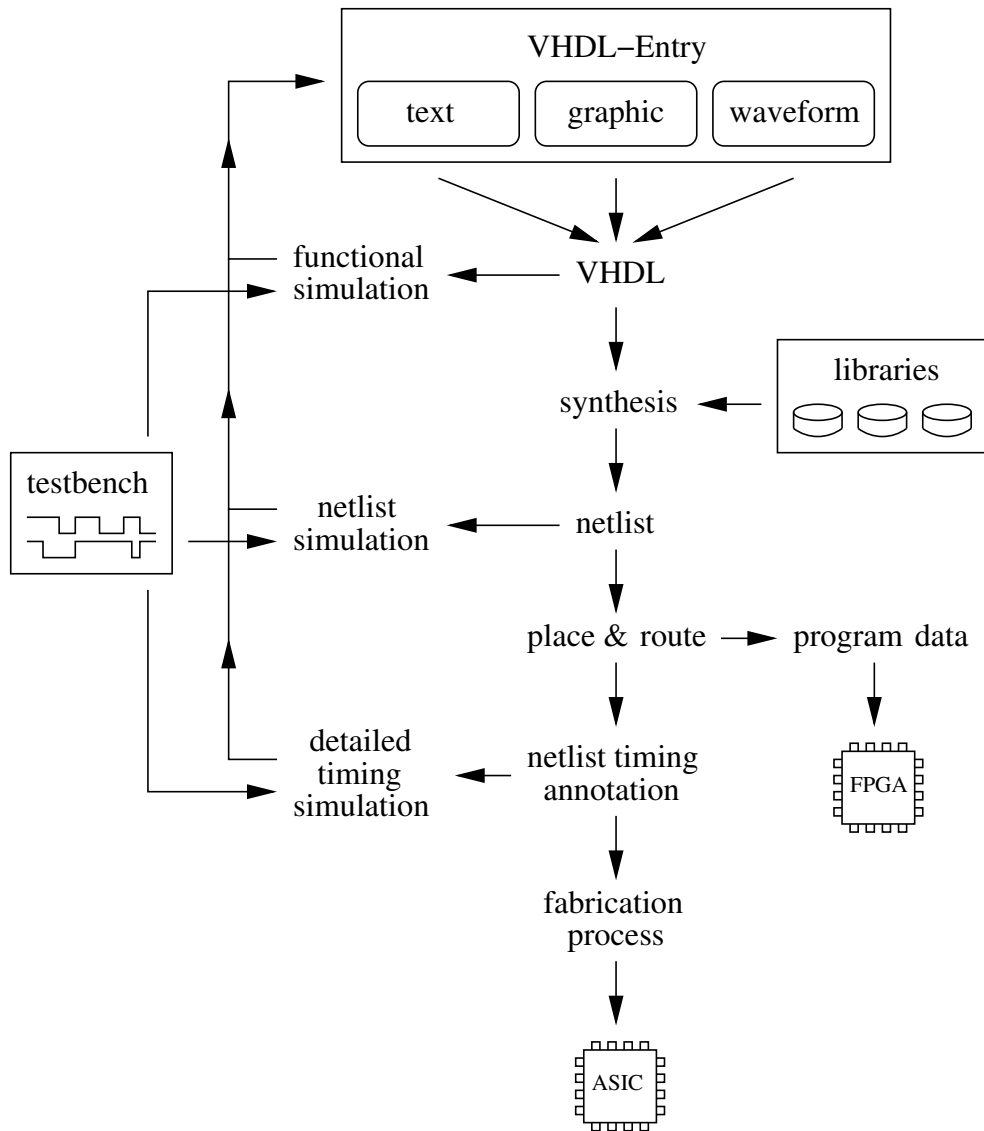 VHDL–Entry
text
graphic
waveform
functional
simulation
VHDL
libraries
synthesis
testbench
netlist
simulation
netlist
place & route
program data
detailed
timing
simulation
netlist timing
annotation
FPGA
fabrication
process
ASIC